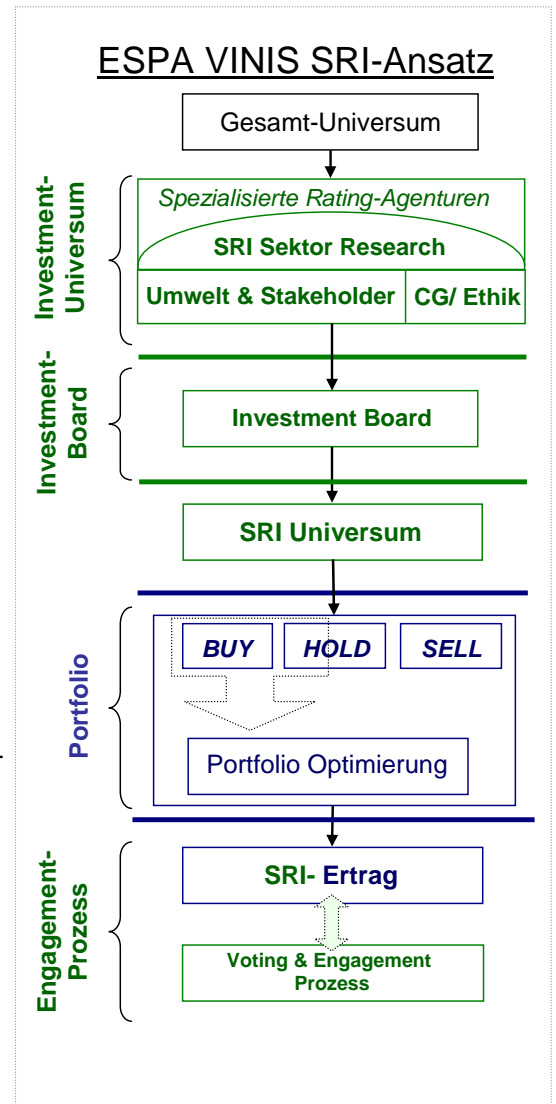 ESPA VINIS SRI-Ansatz
Gesamt-Universum
Investment-
Universum
Spezialisierte Rating-Agenturen
SRI Sektor Research
Umwelt & Stakeholder
CG/ Ethik
Investment-
Board
Investment Board
SRI Universum
Portfolio
BUY
HOLD
SELL
Portfolio Optimierung
Engagement-
Prozess
SRI- Ertrag
Voting & Engagement
Prozess